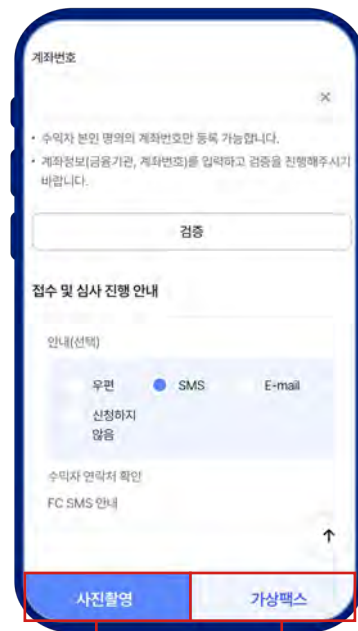 계좌번호
• 수익자 본인 명의의 계좌번호만 등록 가능합니다.
• 계좌정보(금융기관, 계좌번호)를 입력하고 검증을 진행해주시기
바랍니다.
검증
접수 및 심사 진행 안내
안내(선택)
우편 SMS E-mail
신청하지
않음
수익자 연락처 확인
FC SMS 안내
사진촬영 가상팩스